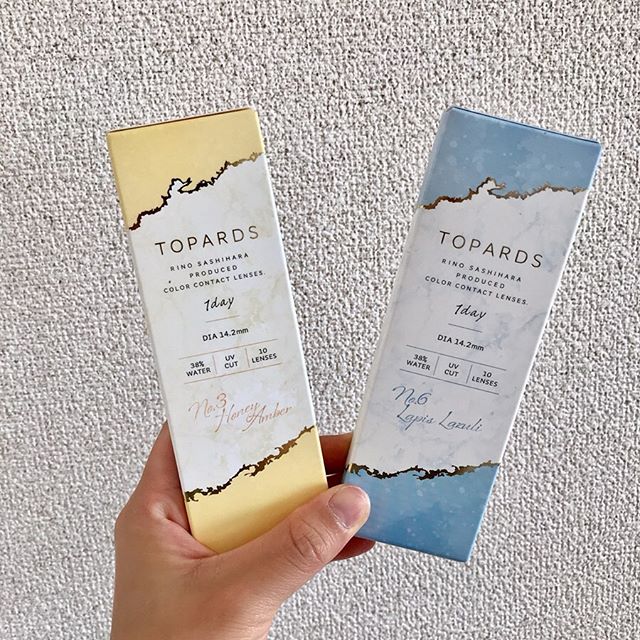 TOPARDS
RINO SASHIHARA
PRODUCED
COLOR CONTACT LENSES.
1day
DIA 14.2mm
38% WATER
UV CUT
10 LENSES
No.3
Honey Amber
TOPARDS
RINO SASHIHARA
PRODUCED
COLOR CONTACT LENSES.
1day
DIA 14.2mm
38% WATER
UV CUT
10 LENSES
No.6
Lapis Lazuli